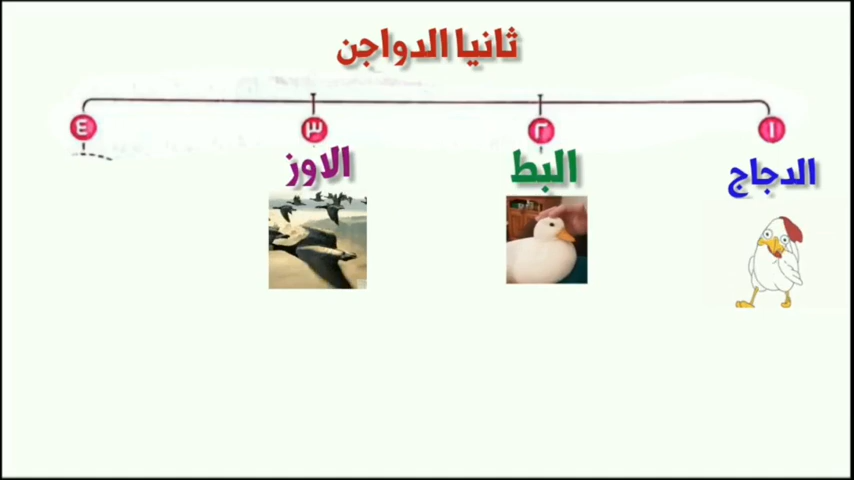 ثانيا الدواجن
١ ٢ ٣ ٤
الدجاج البط الاوز